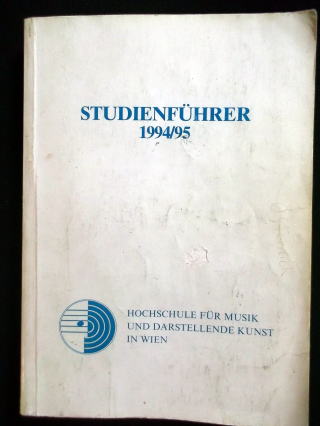 STUDIENFÜHRER
1994/95
HOCHSCHULE FÜR MUSIK
UND DARSTELLENDE KUNST
IN WIEN